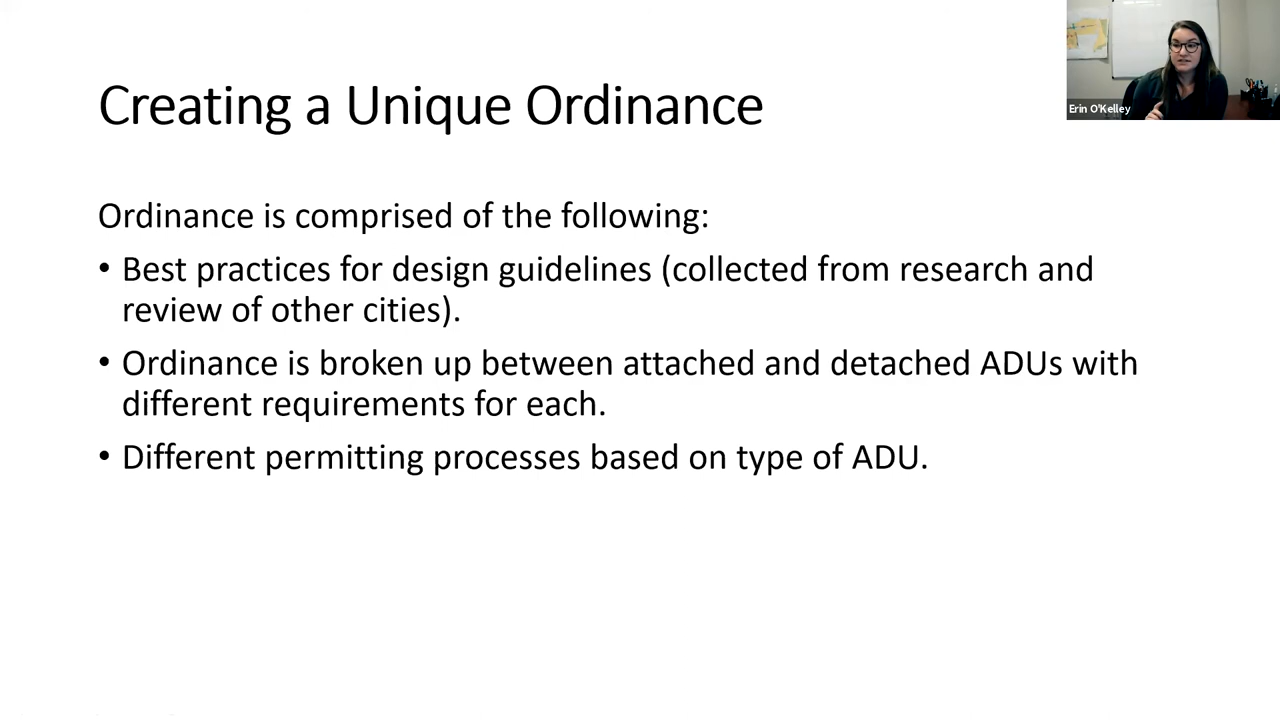 Creating a Unique Ordinance
Erin O'Kelley
Ordinance is comprised of the following:
• Best practices for design guidelines (collected from research and
review of other cities).
• Ordinance is broken up between attached and detached ADUs with
different requirements for each.
• Different permitting processes based on type of ADU.